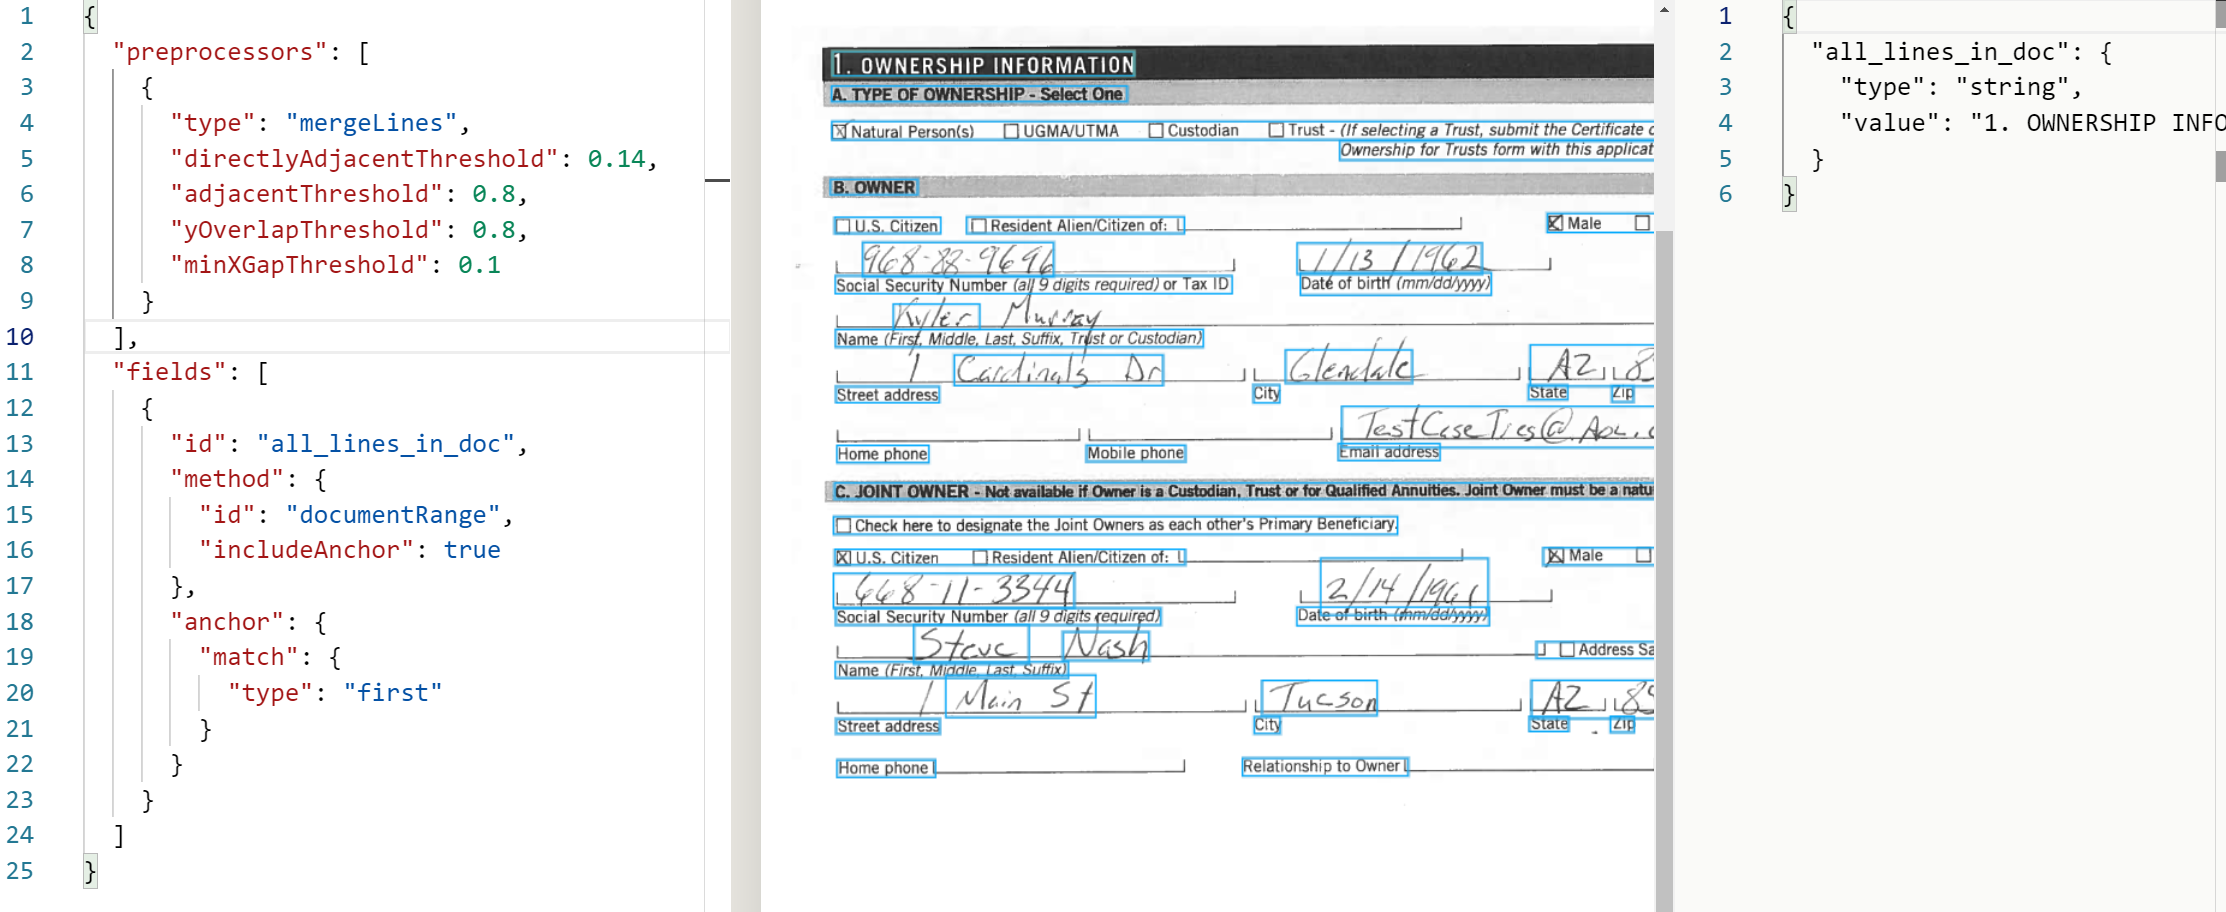 1 {
2 "preprocessors": [
3 {
4 "type": "mergeLines",
5 "directlyAdjacentThreshold": 0.14,
6 "adjacentThreshold": 0.8,
7 "yOverlapThreshold": 0.8,
8 "minXGapThreshold": 0.1
9 }
10 ],
11 "fields": [
12 {
13 "id": "all_lines_in_doc",
14 "method": {
15 "id": "documentRange",
16 "includeAnchor": true
17 },
18 "anchor": {
19 "match": {
20 "type": "first"
21 }
22 }
23 }
24 ]
25 }
1. OWNERSHIP INFORMATION
A. TYPE OF OWNERSHIP - Select One
Natural Person(s) UGMA/UTMA Custodian Trust - (If selecting a Trust, submit the Certificate
Ownership for Trusts form with this applicat
B. OWNER
U.S. Citizen Resident Alien/Citizen of: Male
968-88-9696 1/13/1962
Social Security Number (all 9 digits required) or Tax ID Date of birth (mm/dd/yyyy)
Kyler Murray
Name (First, Middle, Last, Suffix, Trust or Custodian)
1 Cardinals Dr Glendale AZ 8
Street address City State Zip
TestCaseTies@
Home phone Mobile phone Email address
C. JOINT OWNER - Not available if Owner is a Custodian, Trust or for Qualified Annuities. Joint Owner must be a natu
Check here to designate the Joint Owners as each other's Primary Beneficiary.
U.S. Citizen Resident Alien/Citizen of: Male
668-11-3344 2/14/1961
Social Security Number (all 9 digits required) Date of birth (mm/dd/yyyy)
Steve Nash Address Sa
Name (First, Middle, Last, Suffix)
1 Main St Tucson AZ 85
Street address City State Zip
Home phone Relationship to Owner
1 {
2 "all_lines_in_doc": {
3 "type": "string",
4 "value": "1. OWNERSHIP INFO
5 }
6 }